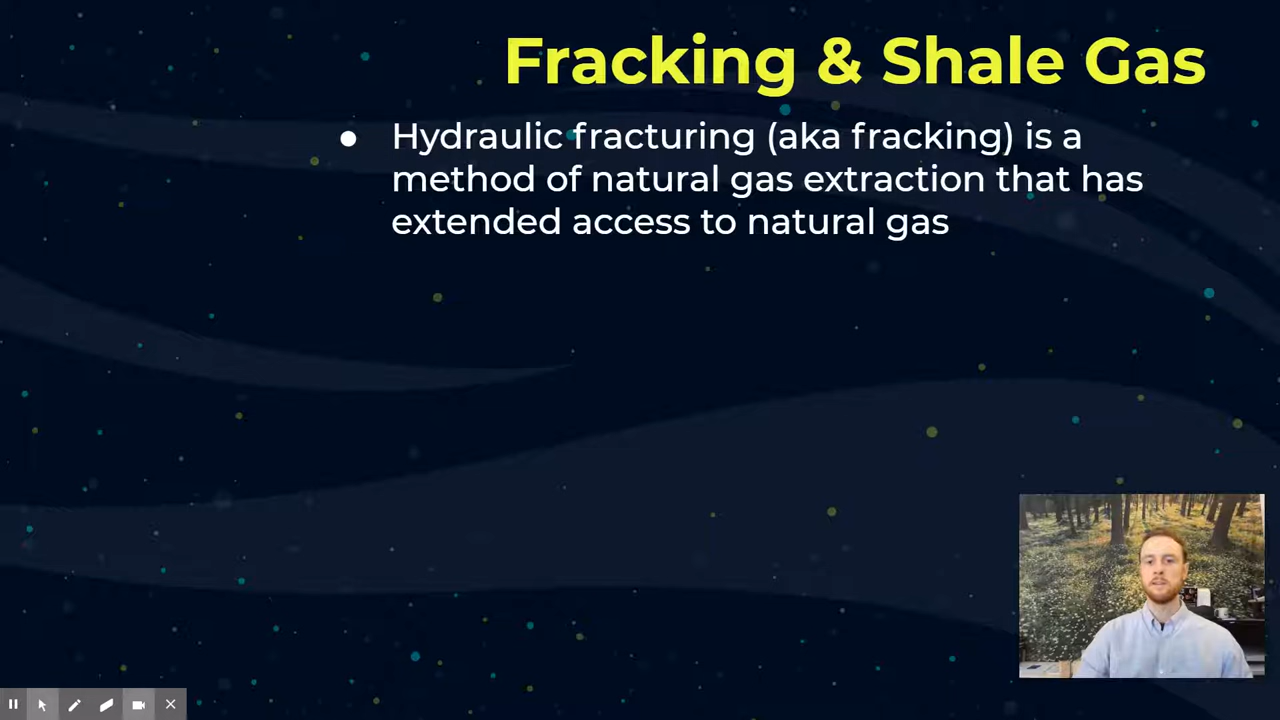 Fracking & Shale Gas
● Hydraulic fracturing (aka fracking) is a
method of natural gas extraction that has
extended access to natural gas